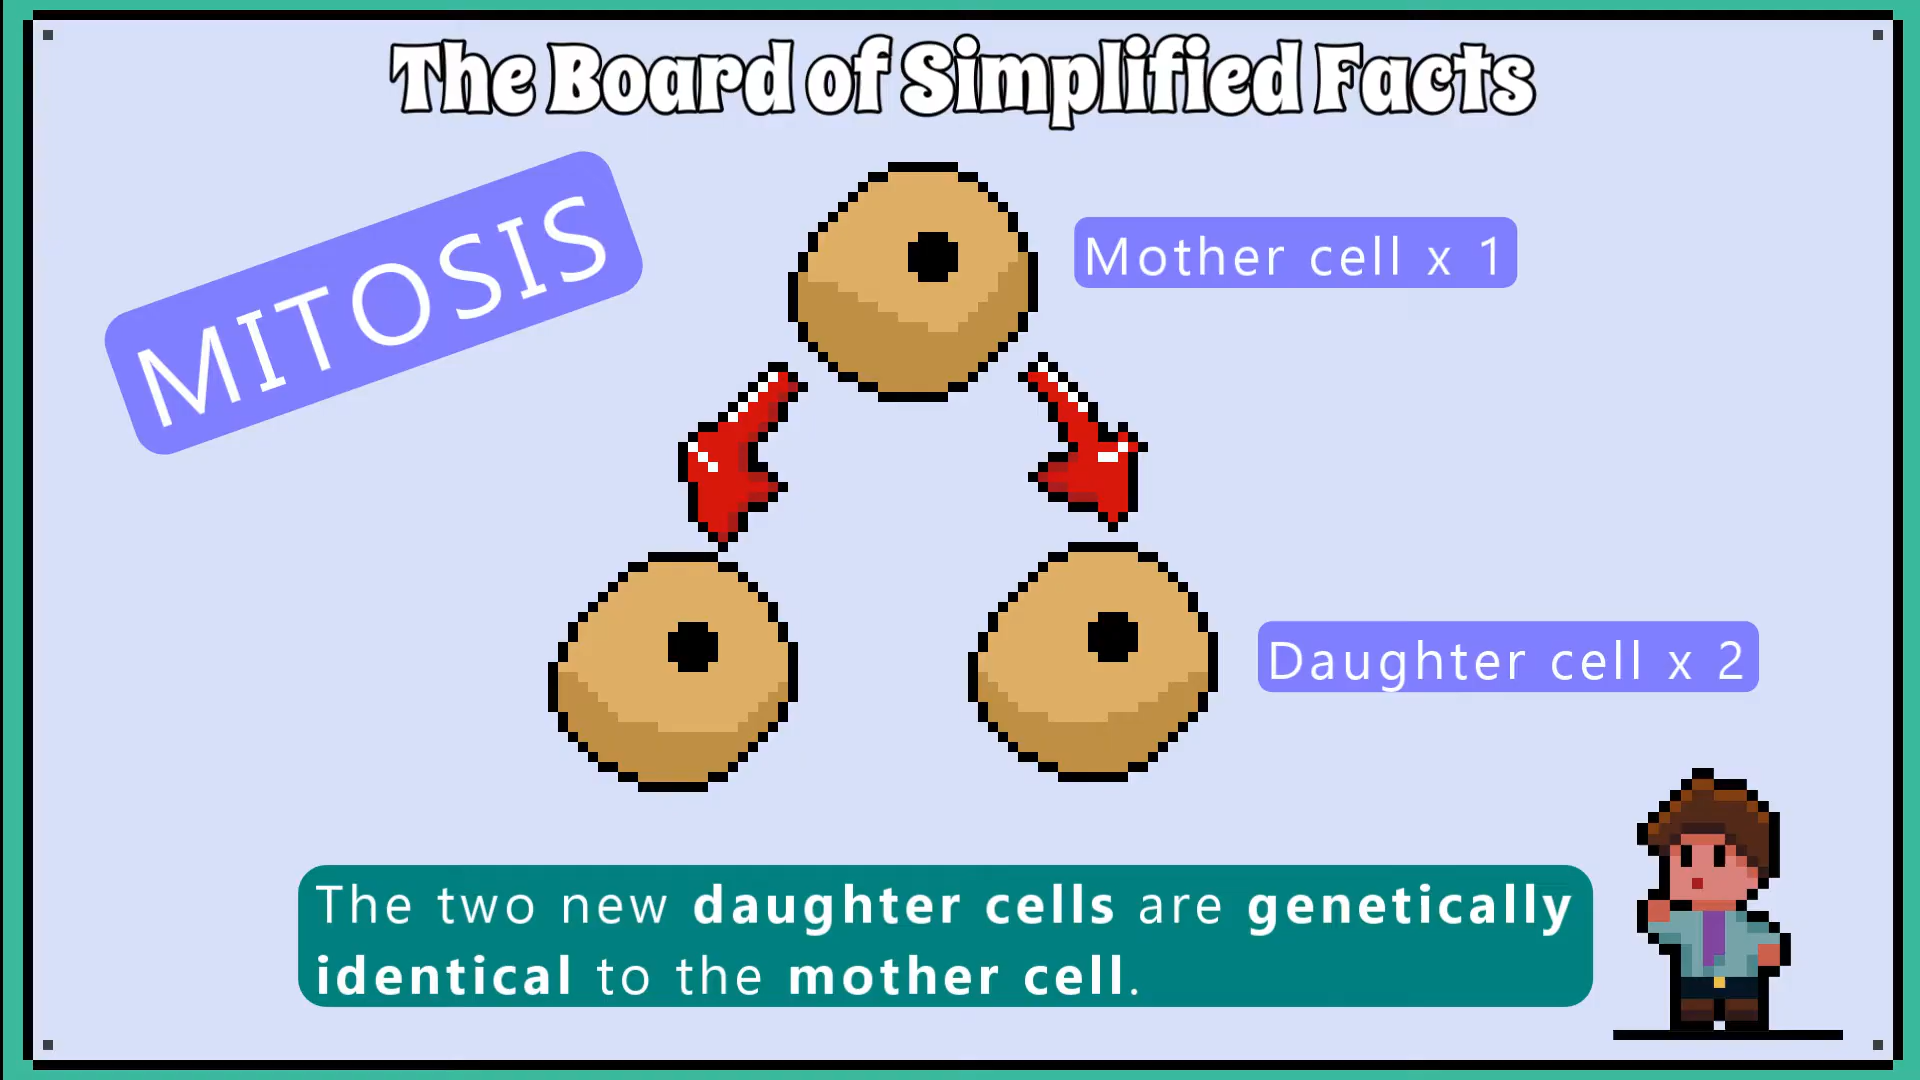 The Board of Simplified Facts
MITOSIS
Mother cell x 1
Daughter cell x 2
The two new daughter cells are genetically
identical to the mother cell.